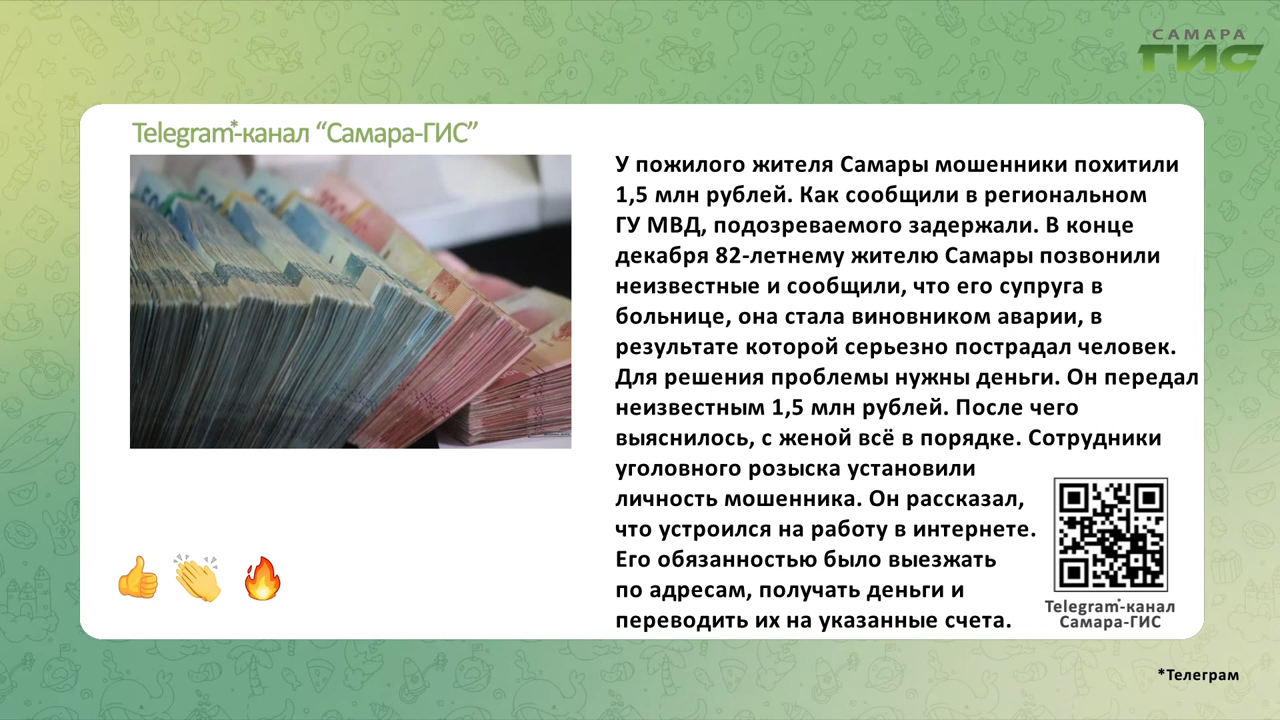 САМАРА
ГИС
Telegram*-канал “Самара-ГИС”
У пожилого жителя Самары мошенники похитили
1,5 млн рублей. Как сообщили в региональном
ГУ МВД, подозреваемого задержали. В конце
декабря 82-летнему жителю Самары позвонили
неизвестные и сообщили, что его супруга в
больнице, она стала виновником аварии, в
результате которой серьезно пострадал человек.
Для решения проблемы нужны деньги. Он передал
неизвестным 1,5 млн рублей. После чего
выяснилось, с женой всё в порядке. Сотрудники
уголовного розыска установили
личность мошенника. Он рассказал,
что устроился на работу в интернете.
Его обязанностью было выезжать
по адресам, получать деньги и
переводить их на указанные счета.
Telegram*-канал
Самара-ГИС
*Телеграм